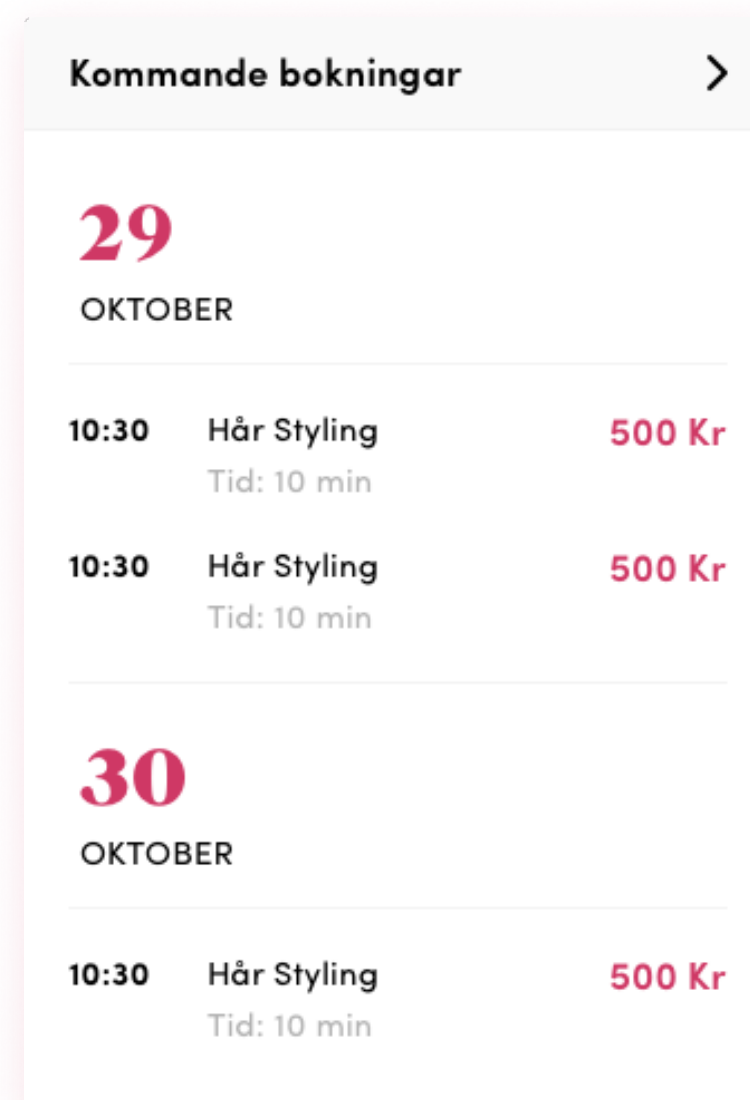 Kommande bokningar
29
OKTOBER
10:30 Hår Styling 500 Kr
Tid: 10 min
10:30 Hår Styling 500 Kr
Tid: 10 min
30
OKTOBER
10:30 Hår Styling 500 Kr
Tid: 10 min